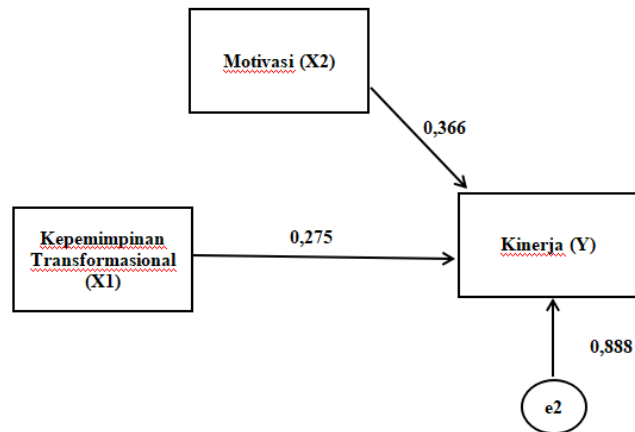 Motivasi (X2)
0,366
Kepemimpinan
Transformasional
(X1)
0,275
Kinerja (Y)
0,888
e2